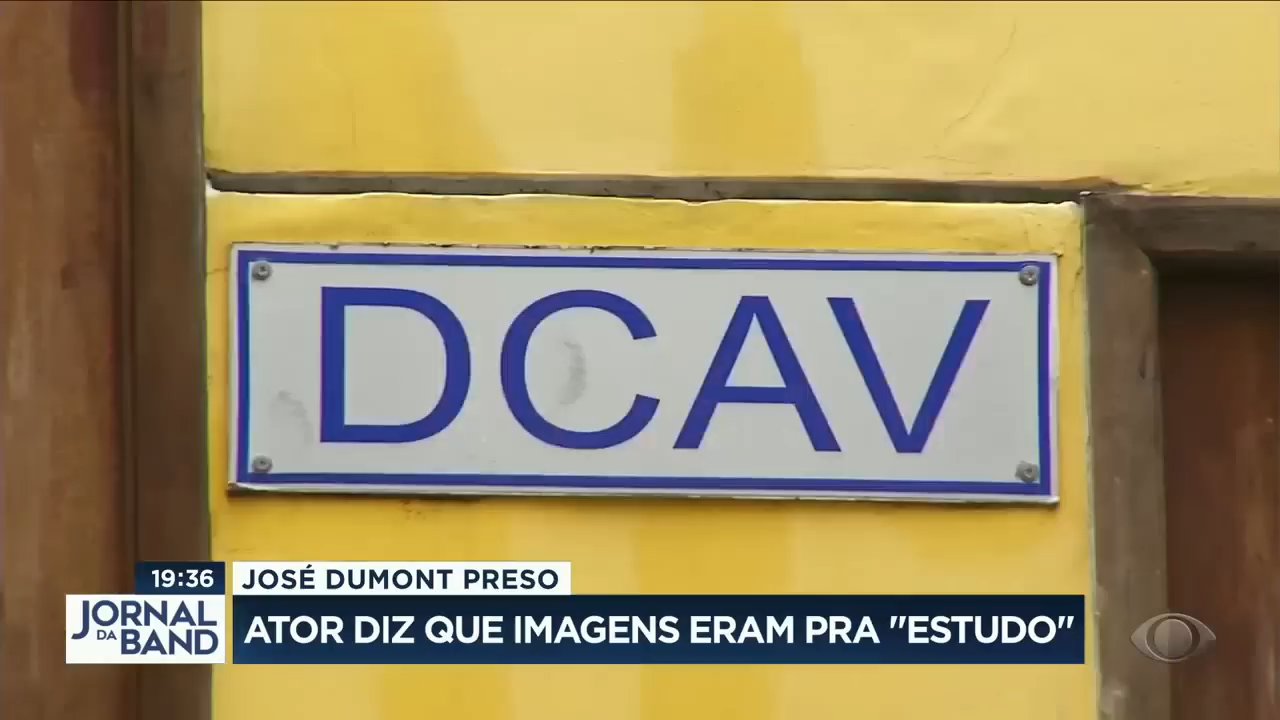 DCAV
19:36
JOSÉ DUMONT PRESO
JORNAL
DA
BAND
ATOR DIZ QUE IMAGENS ERAM PRA "ESTUDO"